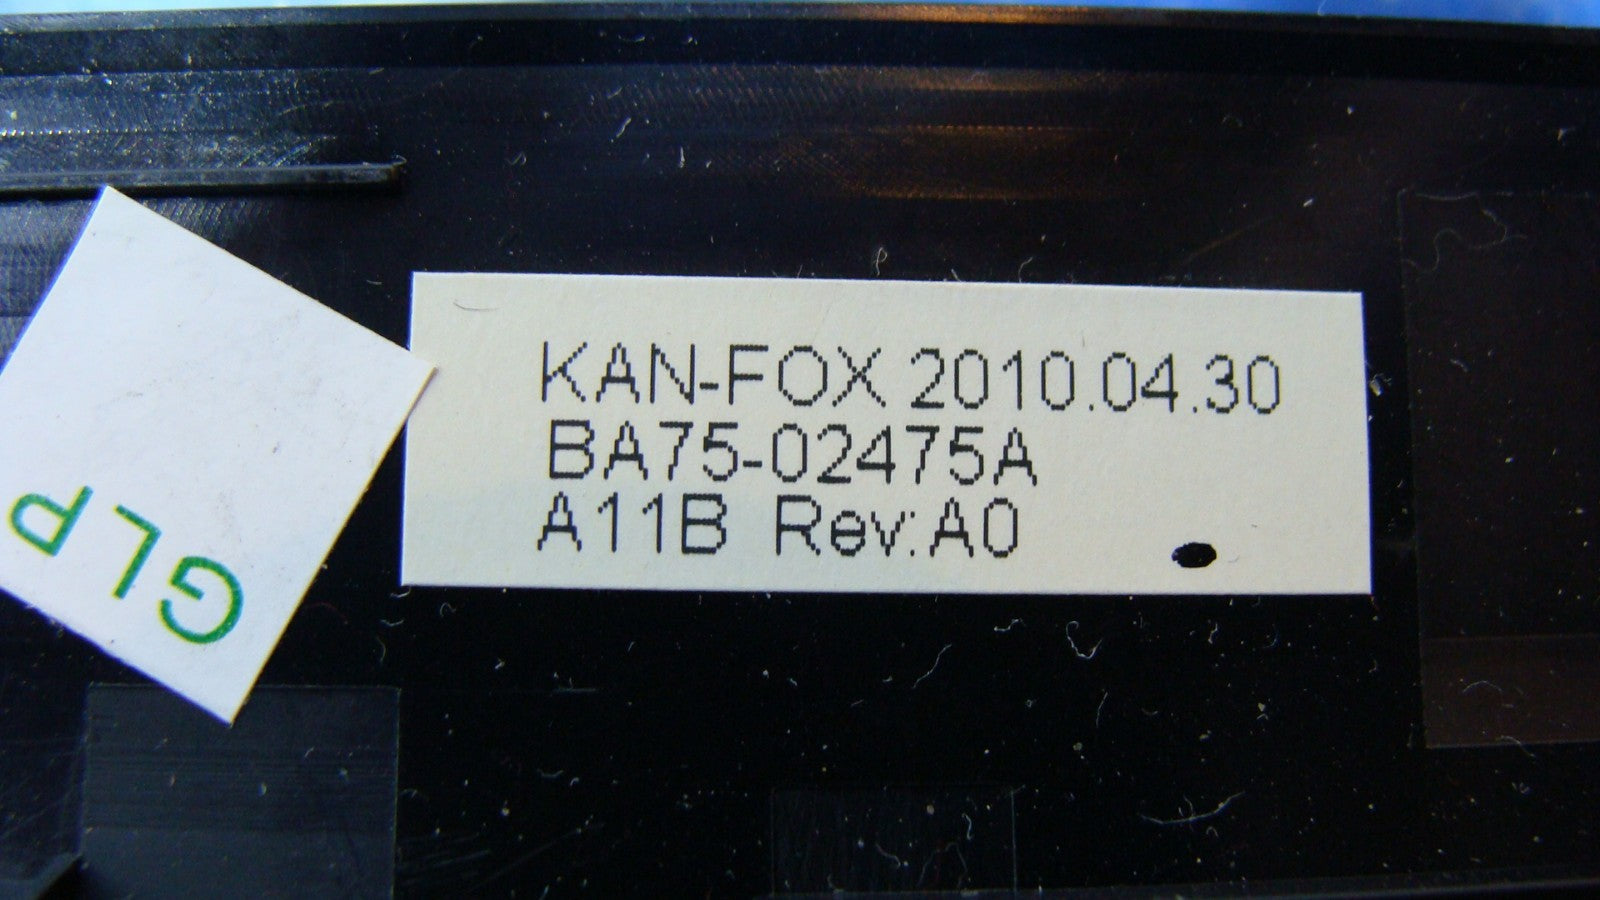 KAN-FOX 2010.04.30
BA75-02475A
A11B Rev:A0
GLP